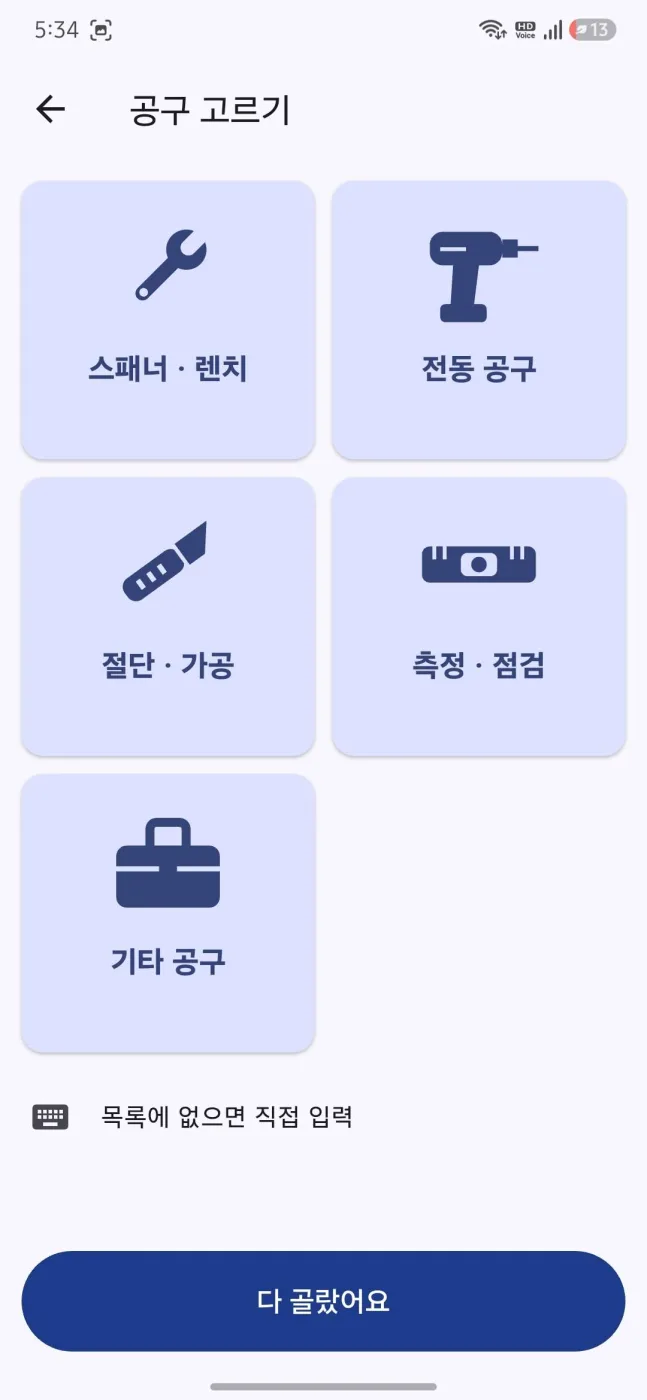 5:34 HD Voice 13
공구 고르기
스패너 · 렌치
전동 공구
절단 · 가공
측정 · 점검
기타 공구
목록에 없으면 직접 입력
다 골랐어요